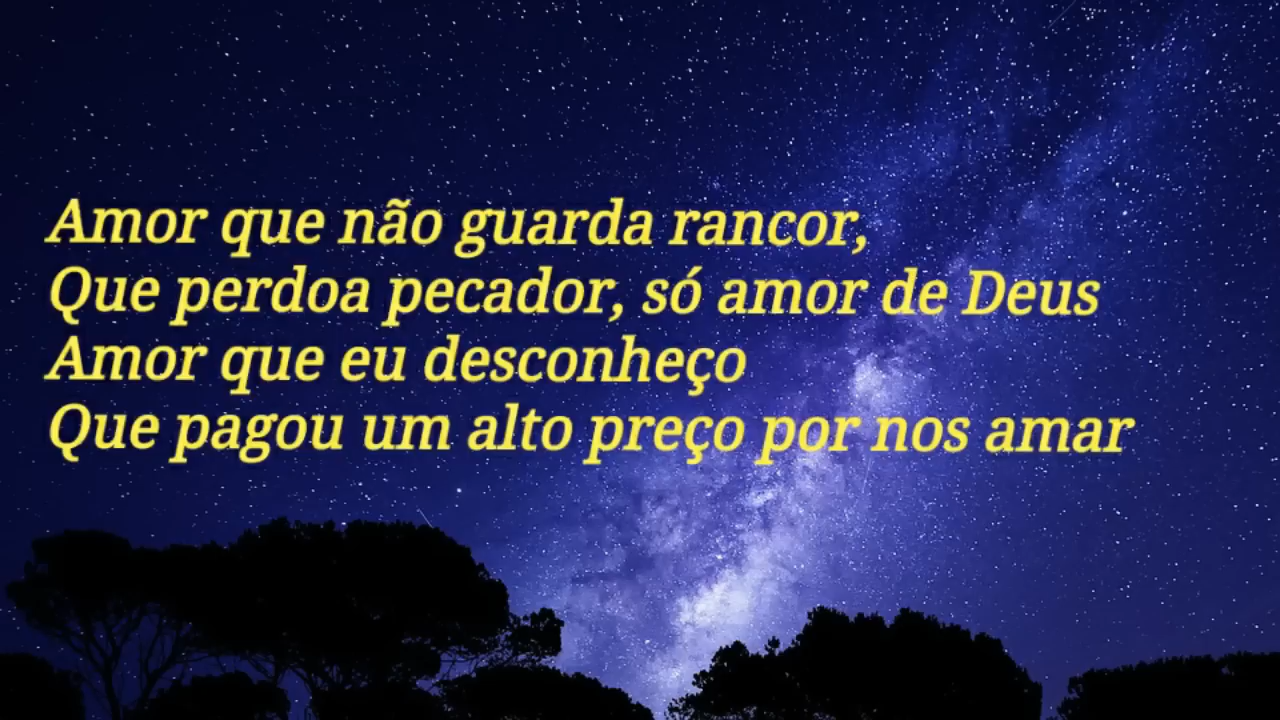 Amor que não guarda rancor,
Que perdoa pecador, só amor de Deus
Amor que eu desconheço
Que pagou um alto preço por nos amar